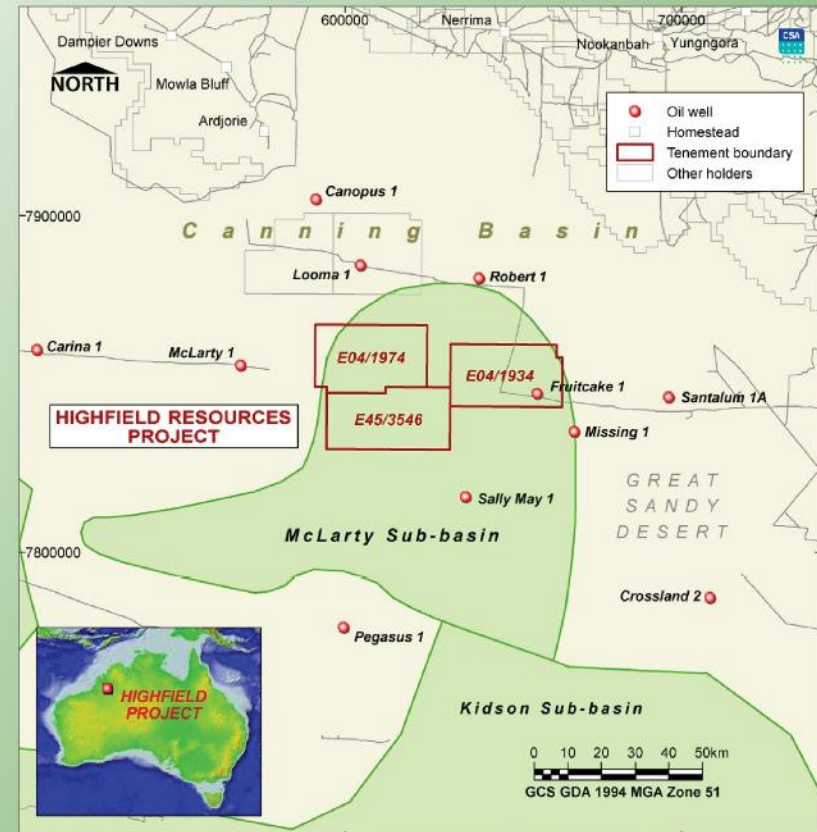 600000
700000
Nerrima
Dampier Downs
Nookanbah
Yungngora
CSA
NORTH
Mowla Bluff
Ardjorie
Oil well
Homestead
Tenement boundary
Other holders
Canopus 1
7900000
Canning Basin
Looma 1
Robert 1
Carina 1
McLarty 1
E04/1974
E04/1934
Fruitcake 1
Santalum 1A
HIGHFIELD RESOURCES
PROJECT
E45/3546
Missing 1
GREAT
SANDY
DESERT
Sally May 1
McLarty Sub-basin
7800000
Crossland 2
Pegasus 1
HIGHFIELD
PROJECT
Kidson Sub-basin
0 10 20 30 40 50km
GCS GDA 1994 MGA Zone 51